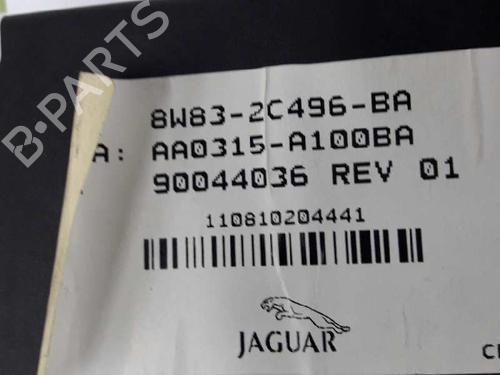 B-PARTS
8W83-2C496-BA
A: AA0315-A100BA
90044036 REV 01
110810204441
JAGUAR